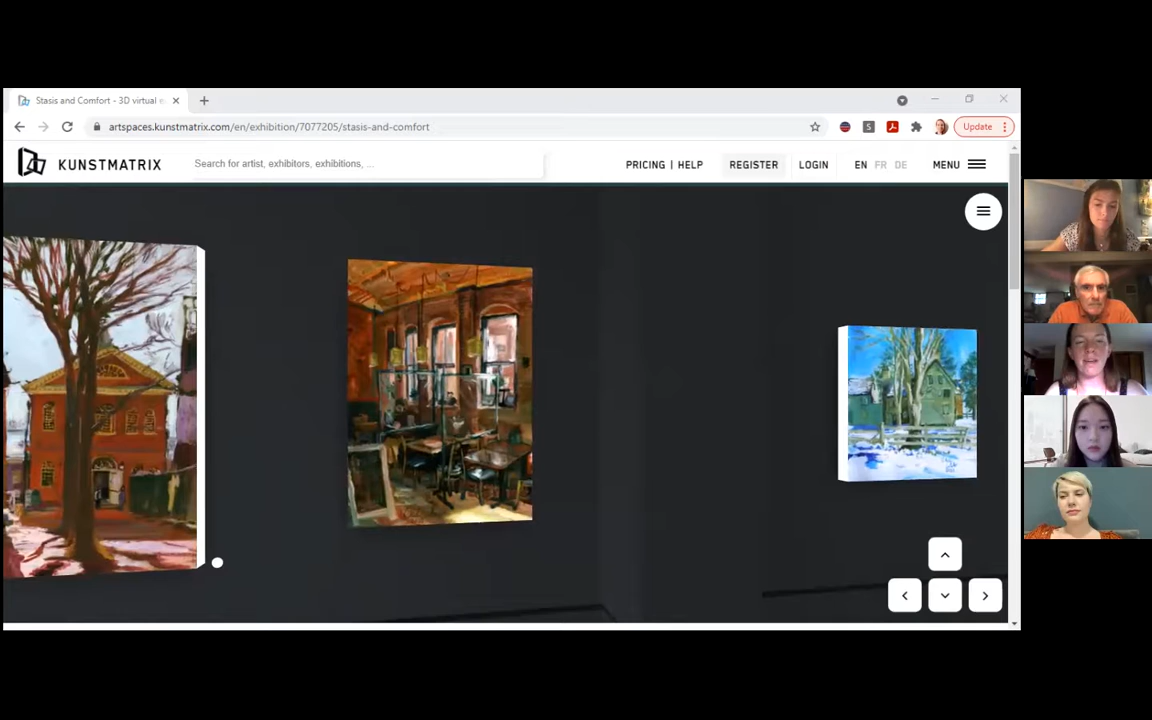 Stasis and Comfort - 3D virtual e
artspaces.kunstmatrix.com/en/exhibition/7077205/stasis-and-comfort
Update
KUNSTMATRIX
Search for artist, exhibitors, exhibitions, ...
PRICING | HELP
REGISTER
LOGIN
EN FR DE
MENU